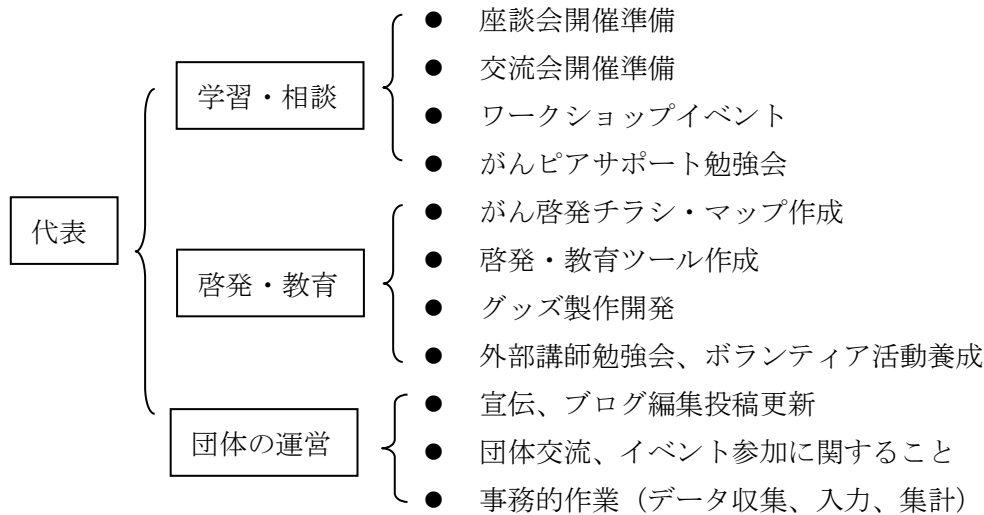 代表
学習・相談
● 座談会開催準備
● 交流会開催準備
● ワークショップイベント
● がんピアサポート勉強会
啓発・教育
● がん啓発チラシ・マップ作成
● 啓発・教育ツール作成
● グッズ製作開発
● 外部講師勉強会、ボランティア活動養成
団体の運営
● 宣伝、ブログ編集投稿更新
● 団体交流、イベント参加に関すること
● 事務的作業（データ収集、入力、集計）